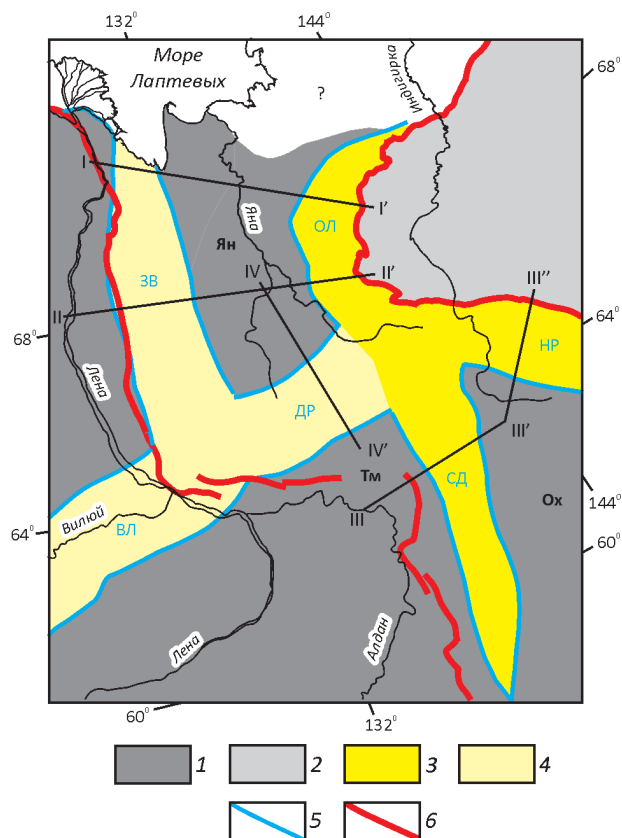 132⁰
144⁰
Море
Лаптевых
?
Индигирка
68⁰
I
ОЛ
I'
Яна
Ян
ЗВ
IV
II'
III''
II
64⁰
68⁰
НР
Лена
ДР
III'
IV'
Тм
СД
Ох
144⁰
III
Вилюй
ВЛ
64⁰
60⁰
Лена
Алдан
60⁰
132⁰
1
2
3
4
5
6